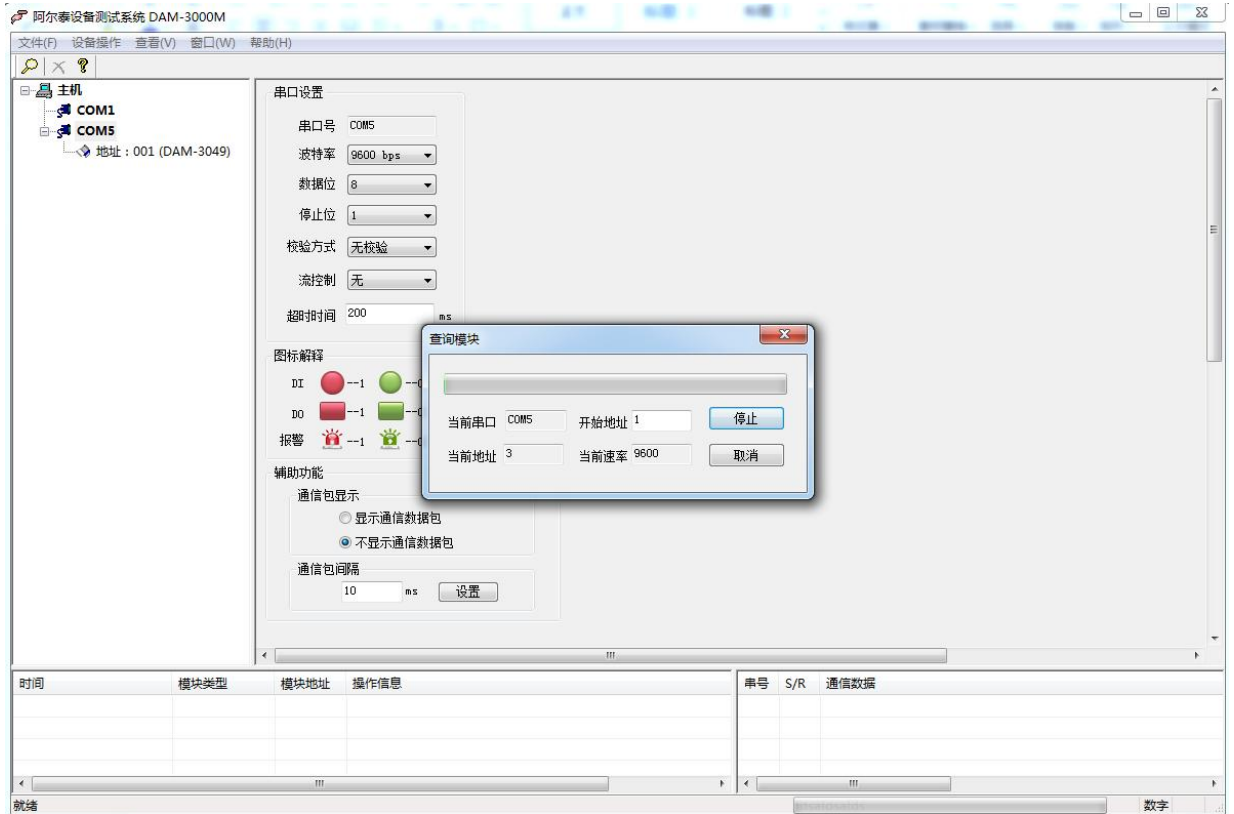 阿尔泰设备测试系统 DAM-3000M
文件(F) 设备操作 查看(V) 窗口(W) 帮助(H)
主机
COM1
COM5
地址：001 (DAM-3049)
串口设置
串口号 COM5
波特率 9600 bps
数据位 8
停止位 1
校验方式 无校验
流控制 无
超时时间 200 ms
图标解释
DI --1
DO --1
报警 --1
辅助功能
通信包显示
显示通信数据包
不显示通信数据包
通信包间隔
10 ms 设置
查询模块
当前串口 COM5 开始地址 1 停止
当前地址 3 当前速率 9600 取消
时间 模块类型 模块地址 操作信息
串号 S/R 通信数据
就绪
数字